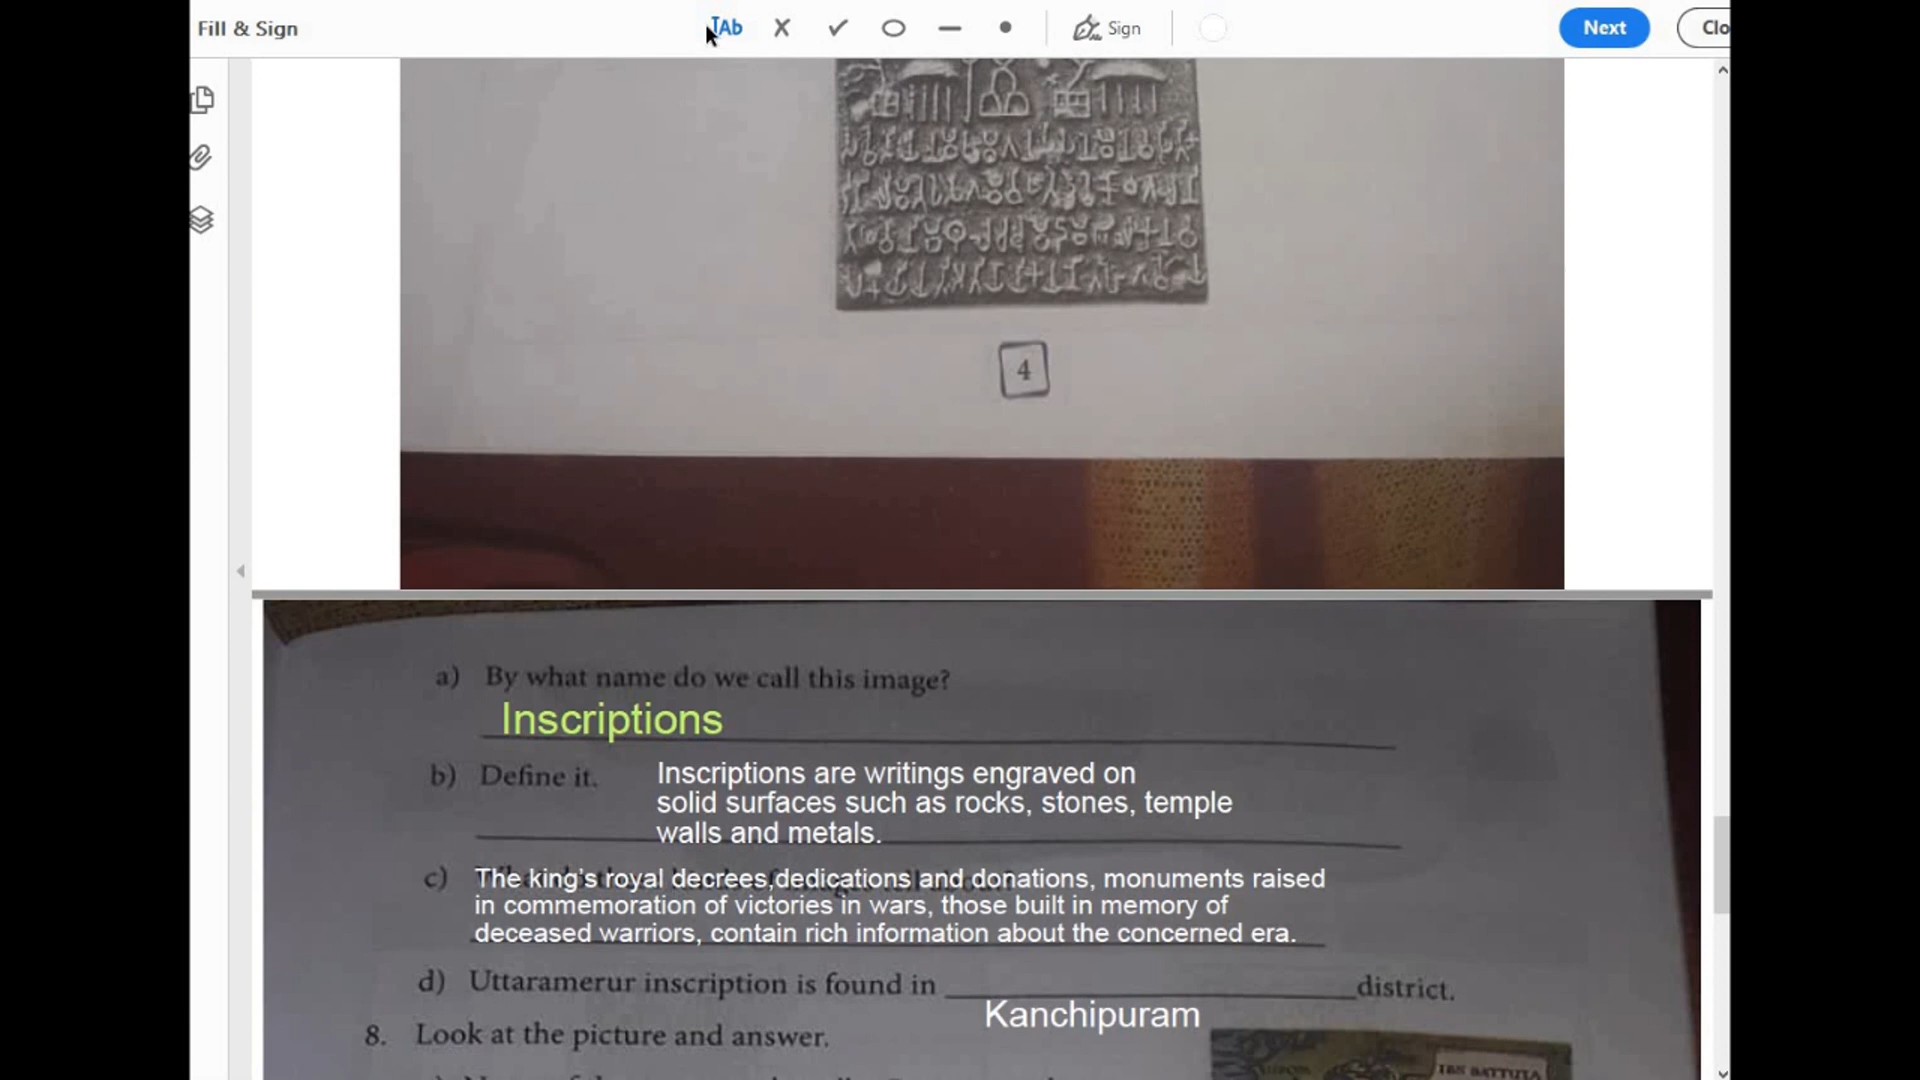 Fill & Sign
IAb
Sign
Next
Clo
4
a) By what name do we call this image?
Inscriptions
b) Define it.
Inscriptions are writings engraved on
solid surfaces such as rocks, stones, temple
walls and metals.
c)
The king's royal decrees,dedications and donations, monuments raised
in commemoration of victories in wars, those built in memory of
deceased warriors, contain rich information about the concerned era.
d) Uttaramerur inscription is found in district.
Kanchipuram
8. Look at the picture and answer.
IBN BATTUTA